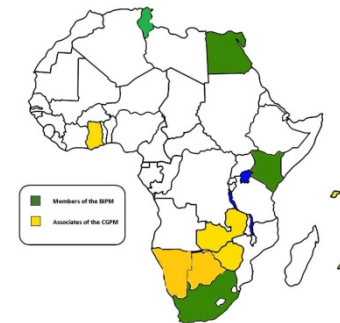 Members of the BIPM
Associates of the CGPM